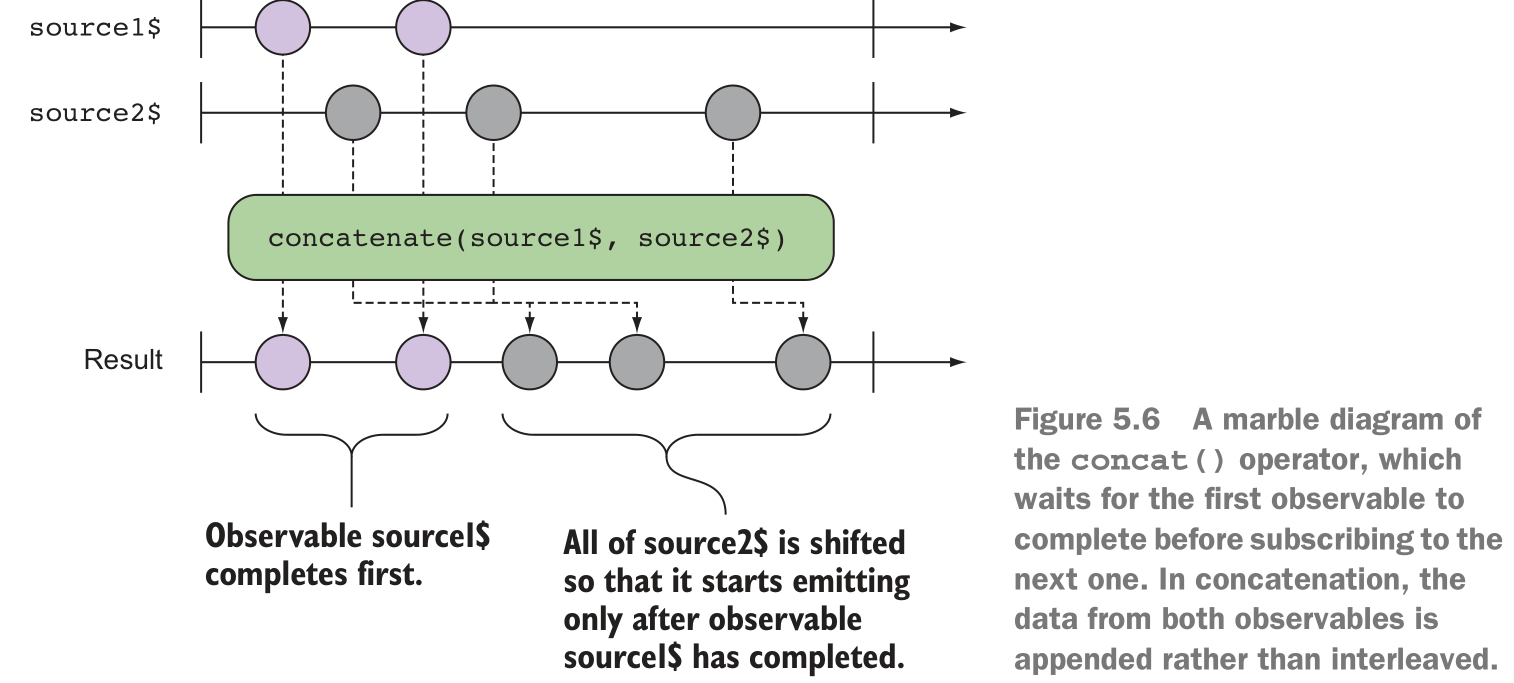 source1$
source2$
concatenate(source1$, source2$)
Result
Observable source1$
completes first.
All of source2$ is shifted
so that it starts emitting
only after observable
source1$ has completed.
Figure 5.6 A marble diagram of
the concat() operator, which
waits for the first observable to
complete before subscribing to the
next one. In concatenation, the
data from both observables is
appended rather than interleaved.